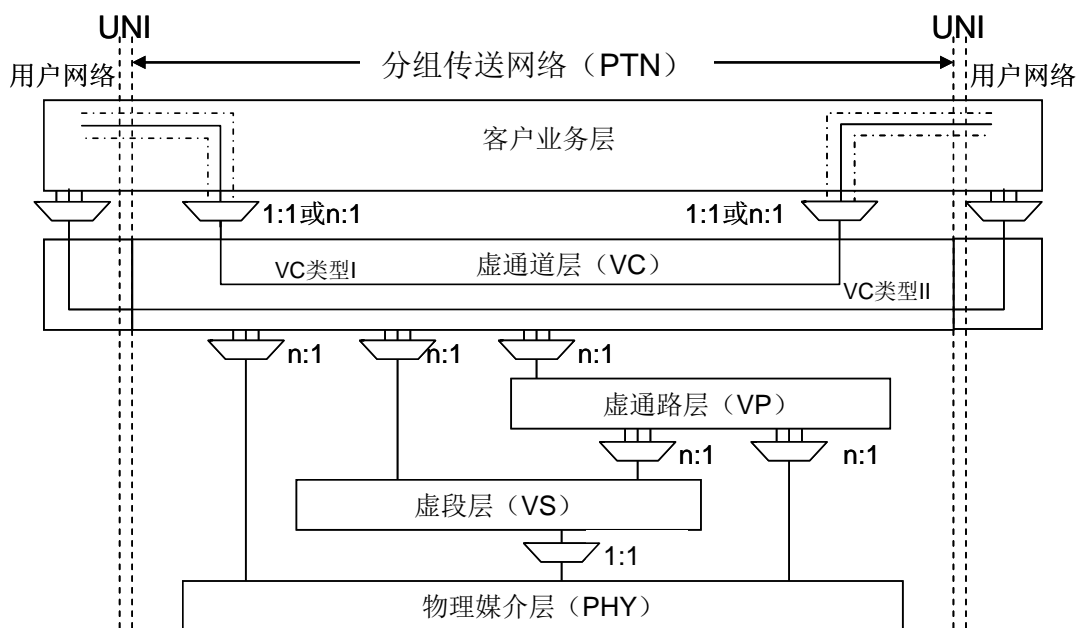 UNI
UNI
分组传送网络（PTN）
用户网络
用户网络
客户业务层
1:1或n:1
1:1或n:1
虚通道层（VC）
VC类型I
VC类型II
n:1
n:1
n:1
虚通路层（VP）
n:1
n:1
虚段层（VS）
1:1
物理媒介层（PHY）